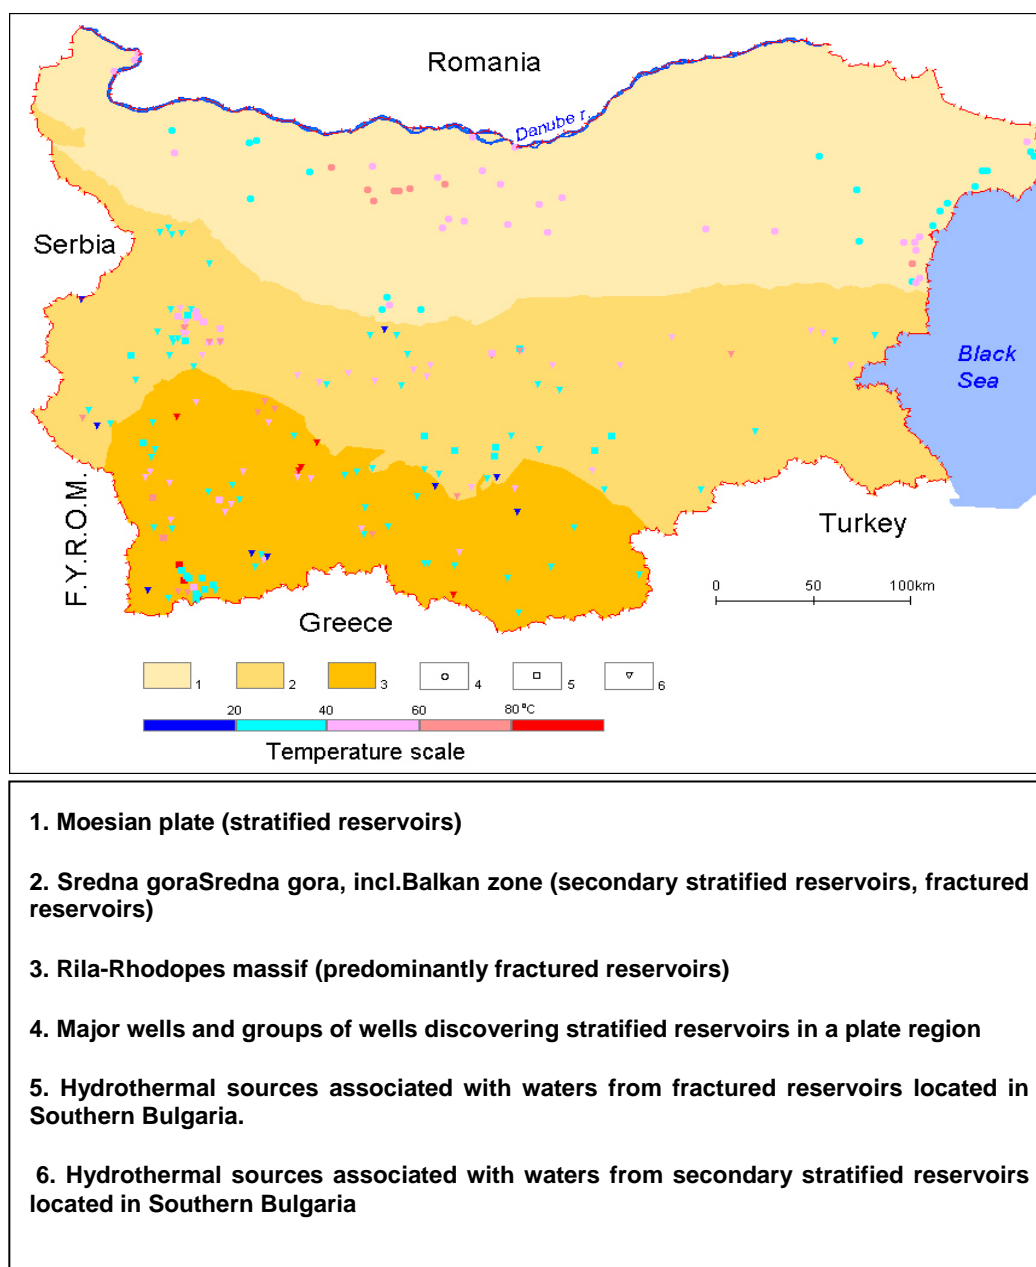 Romania
Danube r.
Serbia
Black
Sea
F.Y.R.O.M.
Turkey
0 50 100km
Greece
1 2 3 4 5 6
20 40 60 80 °C
Temperature scale
1. Moesian plate (stratified reservoirs)
2. Sredna goraSredna gora, incl.Balkan zone (secondary stratified reservoirs, fractured
reservoirs)
3. Rila-Rhodopes massif (predominantly fractured reservoirs)
4. Major wells and groups of wells discovering stratified reservoirs in a plate region
5. Hydrothermal sources associated with waters from fractured reservoirs located in
Southern Bulgaria.
6. Hydrothermal sources associated with waters from secondary stratified reservoirs
located in Southern Bulgaria